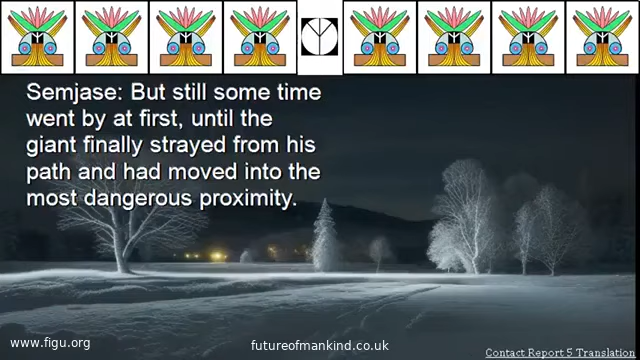 Semjase: But still some time
went by at first, until the
giant finally strayed from his
path and had moved into the
most dangerous proximity.
www.figu.org
futureofmankind.co.uk
Contact Report 5 Translation